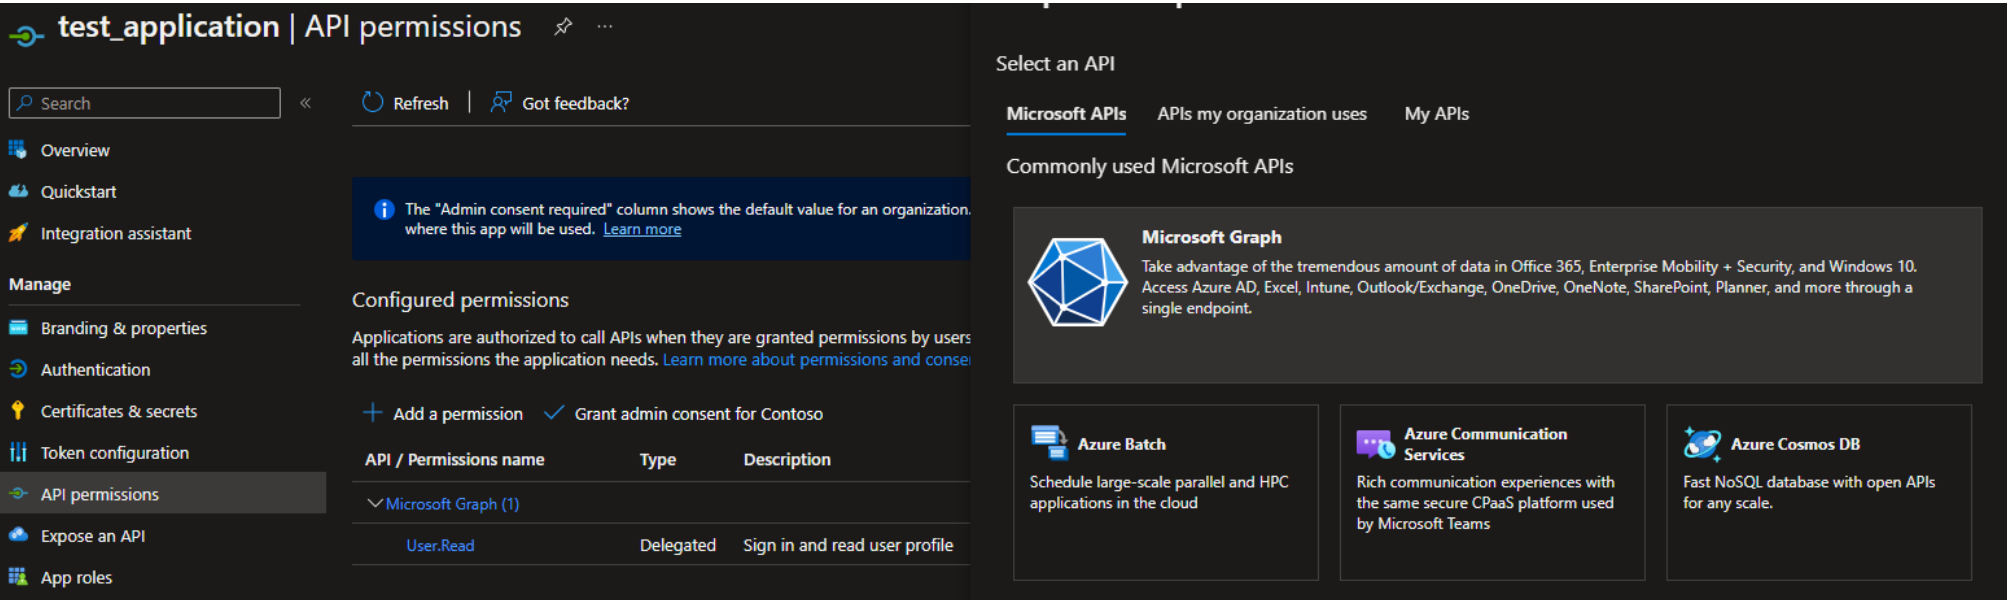 test_application | API permissions
Search
Overview
Quickstart
Integration assistant
Manage
Branding & properties
Authentication
Certificates & secrets
Token configuration
API permissions
Expose an API
App roles
Refresh
Got feedback?
The "Admin consent required" column shows the default value for an organization.
where this app will be used. Learn more
Configured permissions
Applications are authorized to call APIs when they are granted permissions by users
all the permissions the application needs. Learn more about permissions and conse
Add a permission
Grant admin consent for Contoso
API / Permissions name Type Description
Microsoft Graph (1)
User.Read Delegated Sign in and read user profile
Select an API
Microsoft APIs APIs my organization uses My APIs
Commonly used Microsoft APIs
Microsoft Graph
Take advantage of the tremendous amount of data in Office 365, Enterprise Mobility + Security, and Windows 10.
Access Azure AD, Excel, Intune, Outlook/Exchange, OneDrive, OneNote, SharePoint, Planner, and more through a
single endpoint.
Azure Batch
Schedule large-scale parallel and HPC
applications in the cloud
Azure Communication
Services
Rich communication experiences with
the same secure CPaaS platform used
by Microsoft Teams
Azure Cosmos DB
Fast NoSQL database with open APIs
for any scale.